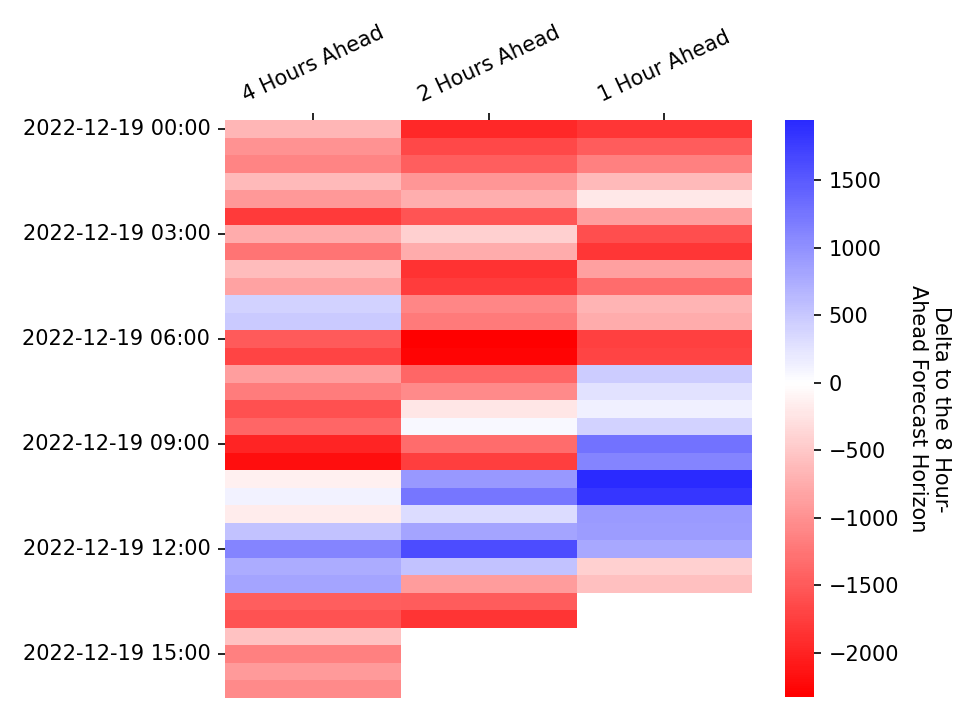 4 Hours Ahead
2 Hours Ahead
1 Hour Ahead
2022-12-19 00:00
2022-12-19 03:00
2022-12-19 06:00
2022-12-19 09:00
2022-12-19 12:00
2022-12-19 15:00
1500
1000
500
0
−500
−1000
−1500
−2000
Delta to the 8 Hour-
Ahead Forecast Horizon